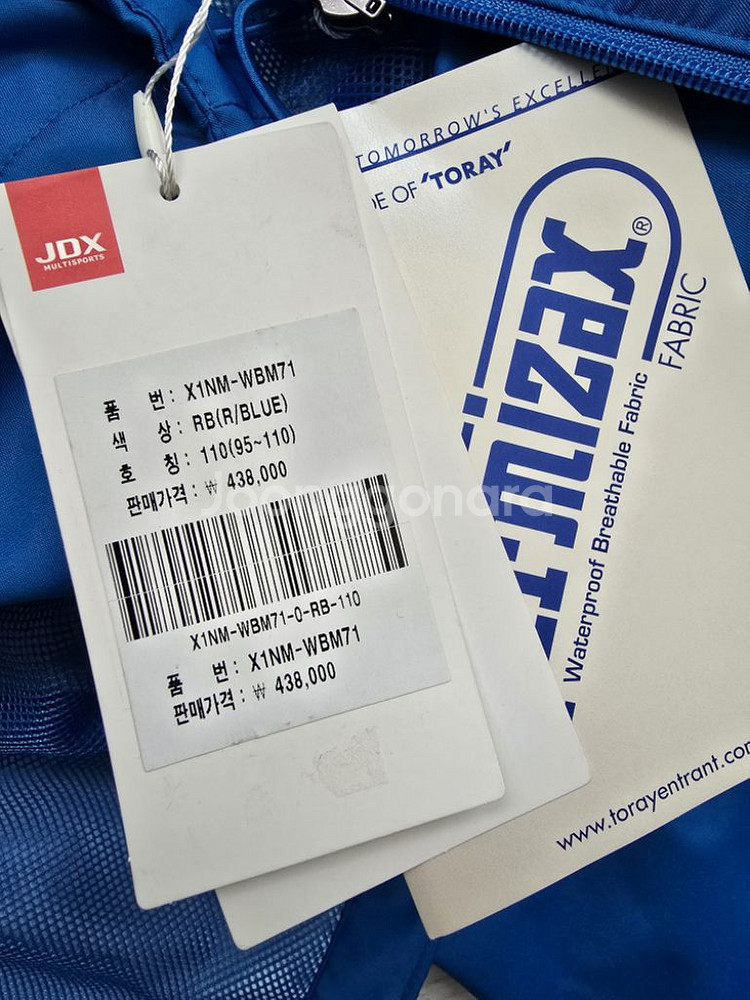 JDX
MULTISPORTS
품 번 : X1NM-WBM71
색 상 : RB(R/BLUE)
호 칭 : 110(95~110)
판매가격 : ₩ 438,000
X1NM-WBM71-0-RB-110
품 번 : X1NM-WBM71
판매가격 : ₩ 438,000
TOMORROW'S EXCELLE
DE OF 'TORAY'
®
FABRIC
Waterproof Breathable Fabric
www.torayentrant.com
Joonggonara